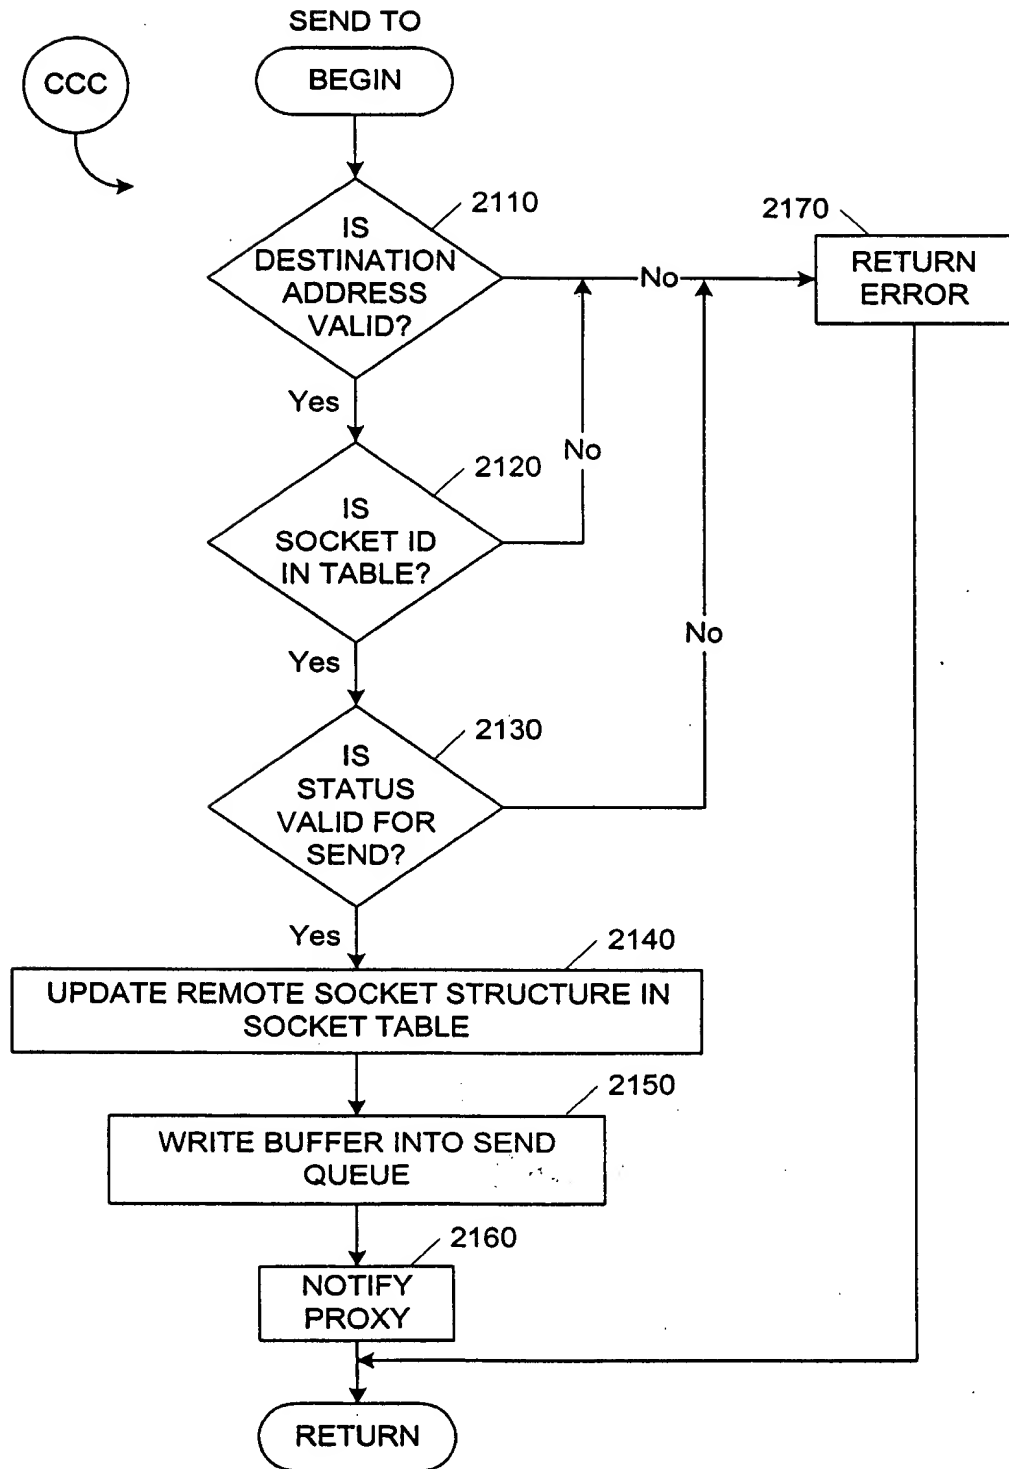 SEND TO
CCC
BEGIN
2110
2170
IS
DESTINATION
ADDRESS
VALID?
No
RETURN
ERROR
Yes
No
2120
IS
SOCKET ID
IN TABLE?
No
Yes
2130
IS
STATUS
VALID FOR
SEND?
Yes
2140
UPDATE REMOTE SOCKET STRUCTURE IN
SOCKET TABLE
2150
WRITE BUFFER INTO SEND
QUEUE
2160
NOTIFY
PROXY
RETURN